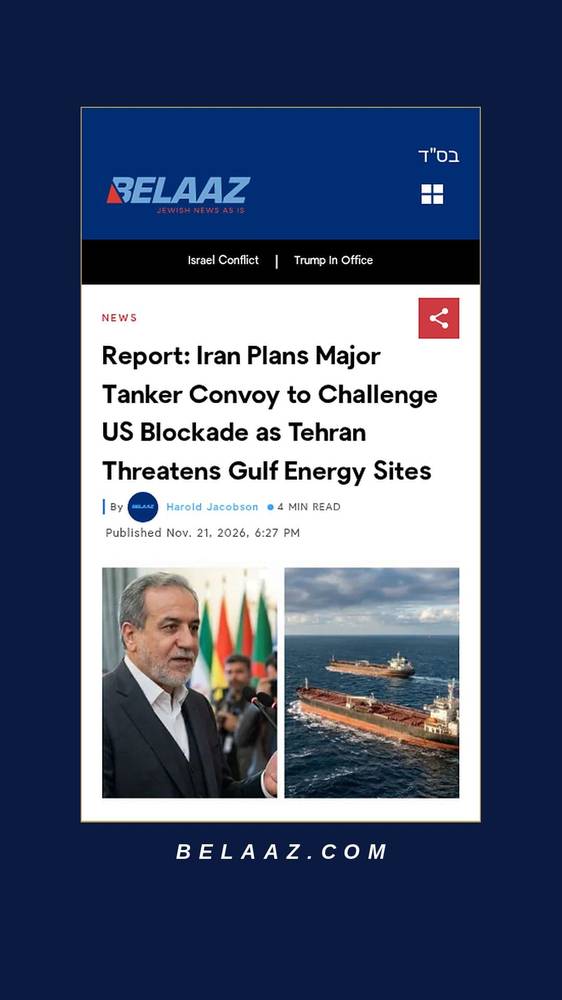 בס"ד
BELAAZ
JEWISH NEWS AS IS
Israel Conflict | Trump In Office
NEWS
Report: Iran Plans Major
Tanker Convoy to Challenge
US Blockade as Tehran
Threatens Gulf Energy Sites
By BELAAZ Harold Jacobson 4 MIN READ
Published Nov. 21, 2026, 6:27 PM
BELAAZ.COM